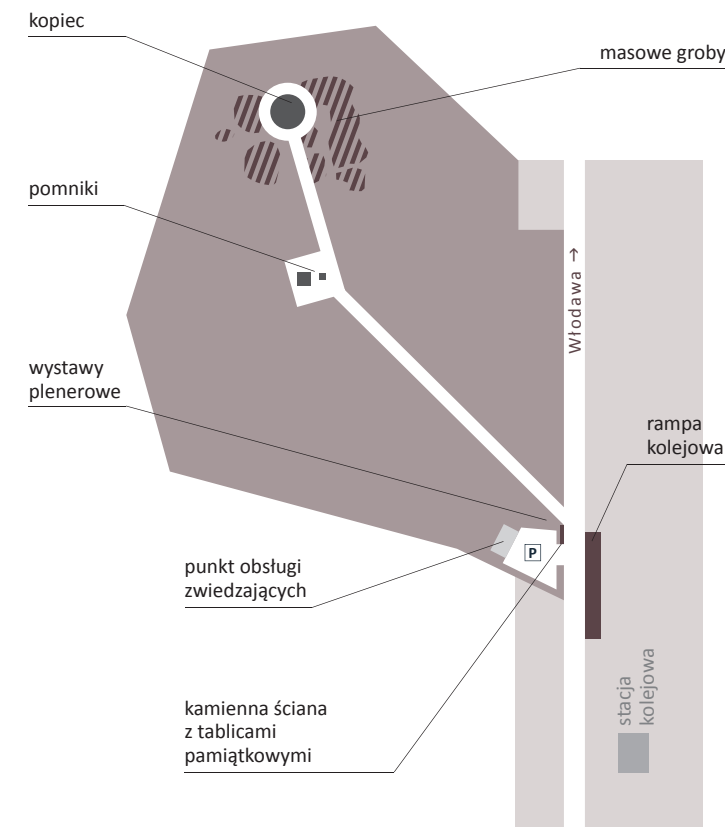 kopiec
masowe groby
pomniki
Włodawa →
wystawy
plenerowe
rampa
kolejowa
P
punkt obsługi
zwiedzających
stacja
kolejowa
kamienna ściana
z tablicami
pamiątkowymi